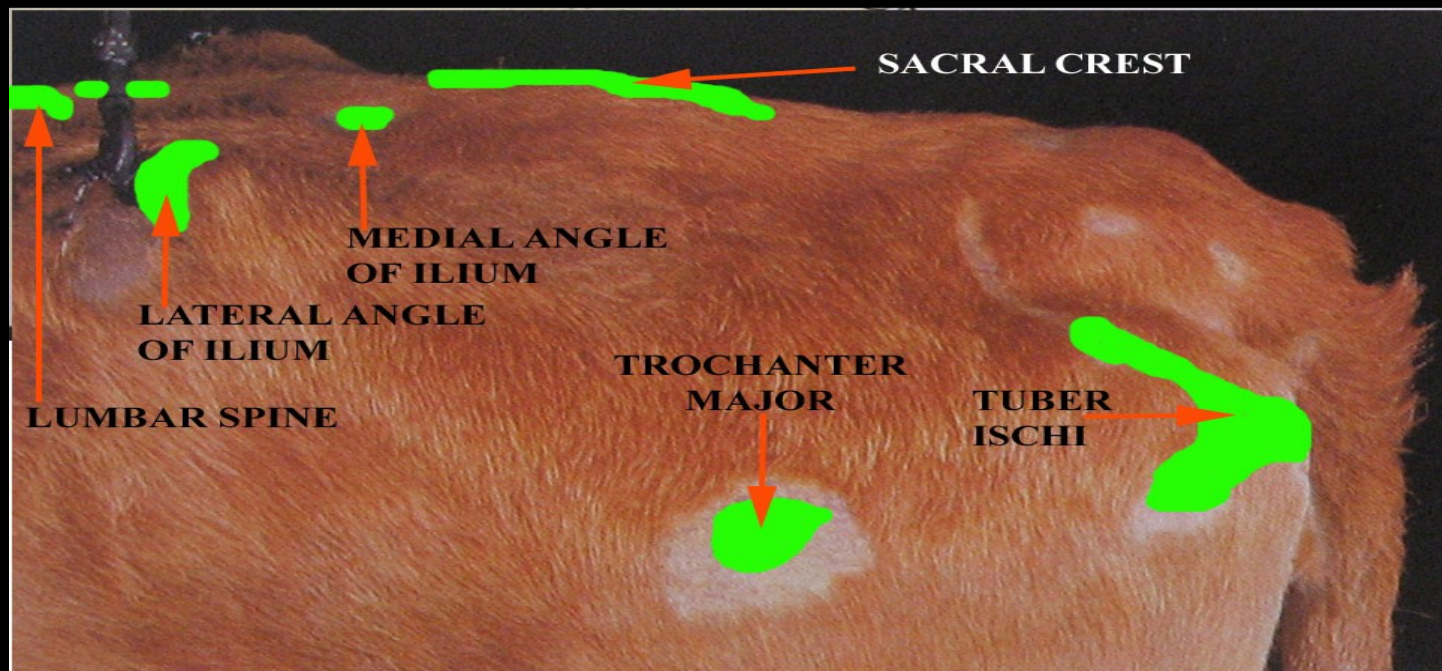 SACRAL CREST
MEDIAL ANGLE
OF ILIUM
LATERAL ANGLE
OF ILIUM
TROCHANTER
MAJOR
TUBER
ISCHI
LUMBAR SPINE